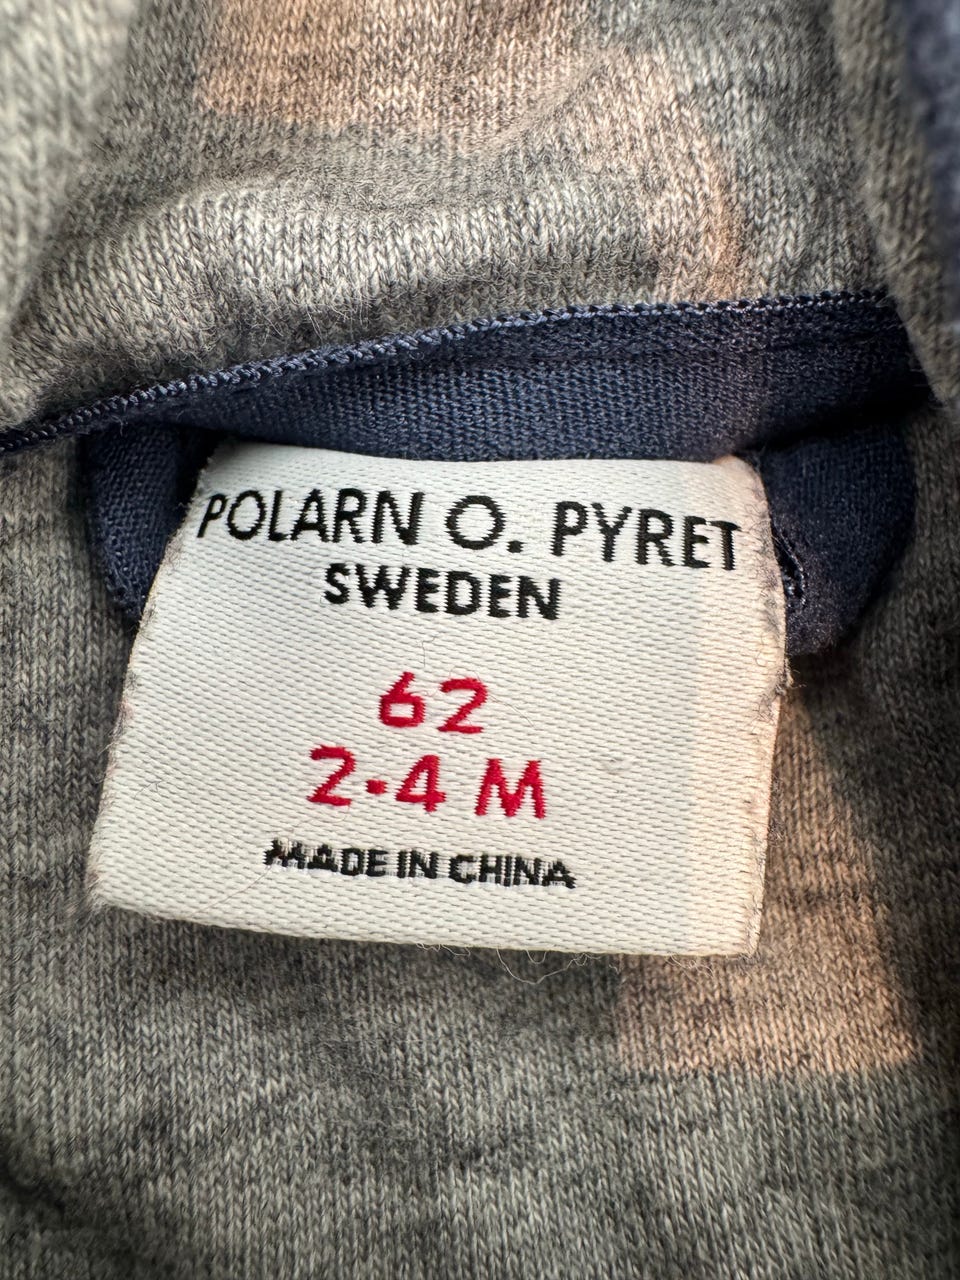 POLARN O. PYRET
SWEDEN
62
2-4 M
MADE IN CHINA